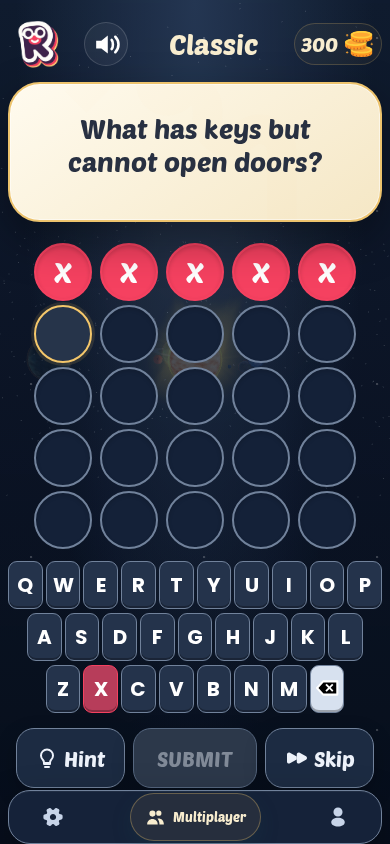 R
Classic
300
What has keys but
cannot open doors?
X X X X X
Q W E R T Y U I O P
A S D F G H J K L
Z X C V B N M
Hint
SUBMIT
Skip
Multiplayer